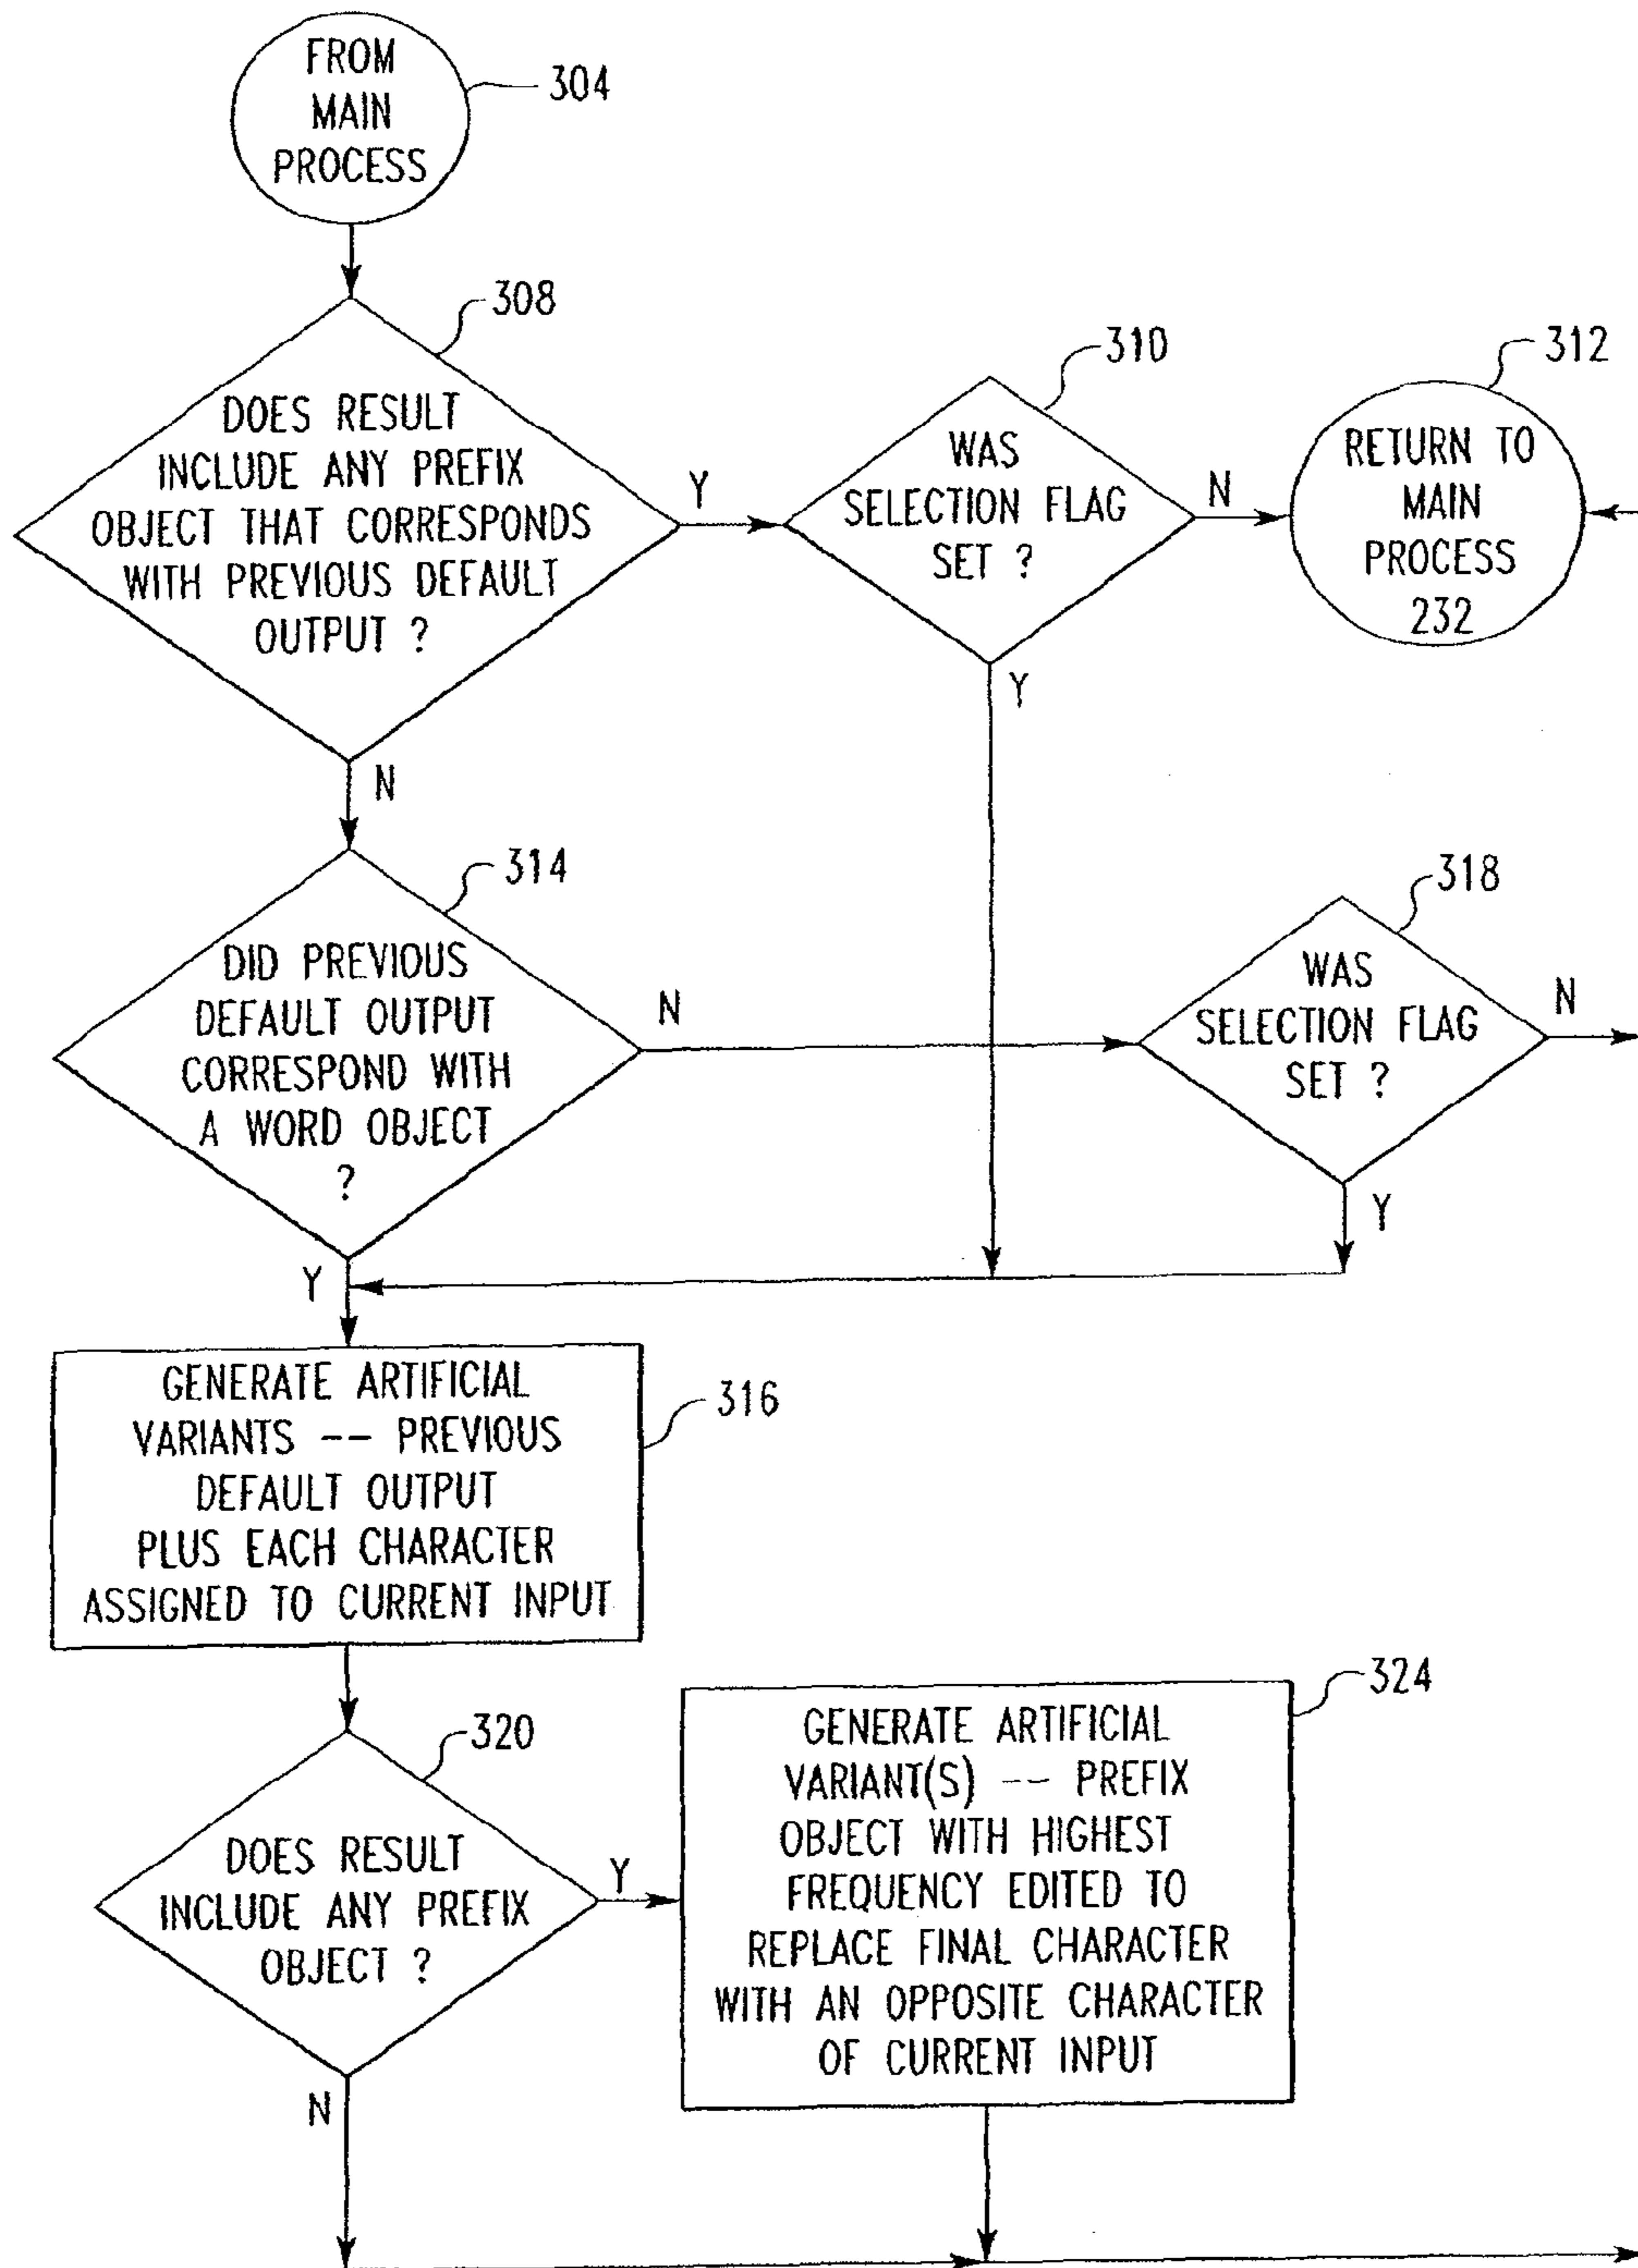 FROM
MAIN
PROCESS
304
308
DOES RESULT
INCLUDE ANY PREFIX
OBJECT THAT CORRESPONDS
WITH PREVIOUS DEFAULT
OUTPUT ?
Y
N
310
WAS
SELECTION FLAG
SET ?
N
Y
312
RETURN TO
MAIN
PROCESS
232
314
DID PREVIOUS
DEFAULT OUTPUT
CORRESPOND WITH
A WORD OBJECT
?
N
Y
318
WAS
SELECTION FLAG
SET ?
N
Y
316
GENERATE ARTIFICIAL
VARIANTS -- PREVIOUS
DEFAULT OUTPUT
PLUS EACH CHARACTER
ASSIGNED TO CURRENT INPUT
320
DOES RESULT
INCLUDE ANY PREFIX
OBJECT ?
Y
N
324
GENERATE ARTIFICIAL
VARIANT(S) -- PREFIX
OBJECT WITH HIGHEST
FREQUENCY EDITED TO
REPLACE FINAL CHARACTER
WITH AN OPPOSITE CHARACTER
OF CURRENT INPUT